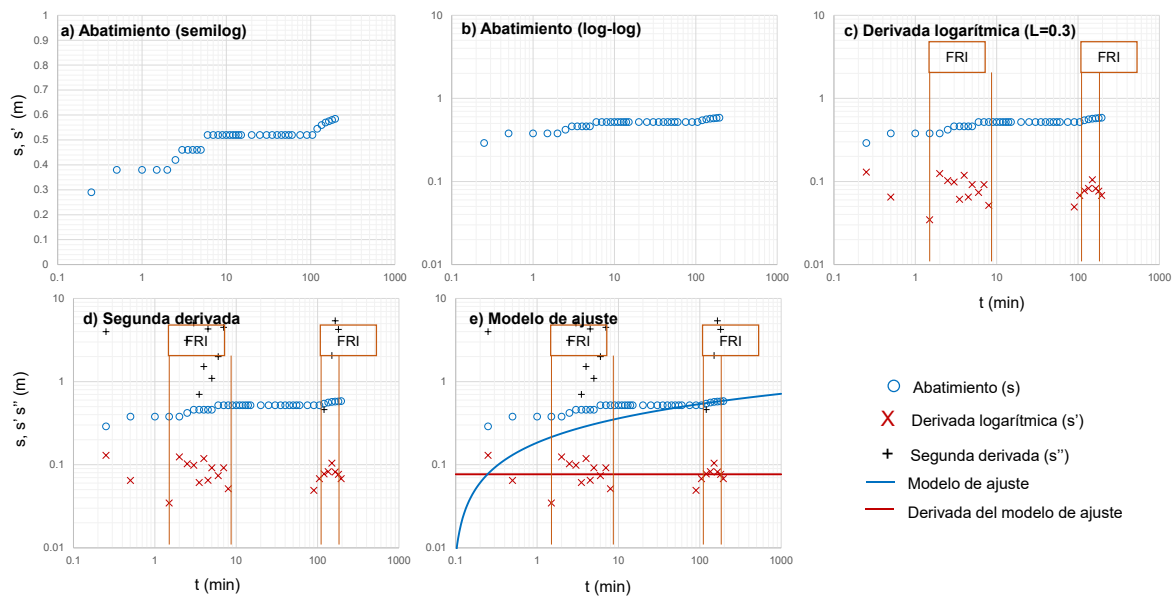 a) Abatimiento (semilog)
s, s' (m)
1
0.9
0.8
0.7
0.6
0.5
0.4
0.3
0.2
0.1
0
0.1
1
10
100
1000
b) Abatimiento (log-log)
10
1
0.1
0.01
0.1
1
10
100
1000
c) Derivada logarítmica (L=0.3)
FRI
FRI
10
1
0.1
0.01
0.1
1
10
100
1000
t (min)
d) Segunda derivada
FRI
FRI
s, s' s'' (m)
10
1
0.1
0.01
0.1
1
10
100
1000
t (min)
e) Modelo de ajuste
FRI
FRI
10
1
0.1
0.01
0.1
1
10
100
1000
t (min)
Abatimiento (s)
Derivada logarítmica (s')
Segunda derivada (s'')
Modelo de ajuste
Derivada del modelo de ajuste